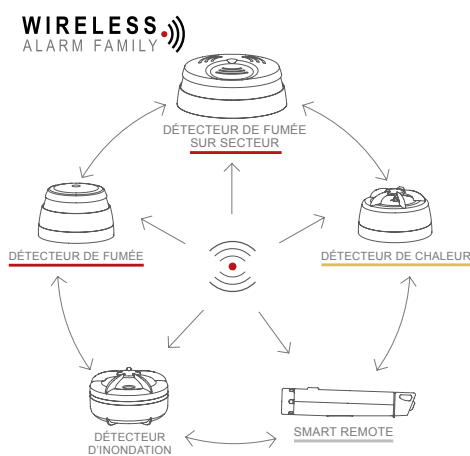 WIRELESS
ALARM FAMILY
DÉTECTEUR DE FUMÉE
SUR SECTEUR
DÉTECTEUR DE FUMÉE
DÉTECTEUR DE CHALEUR
DÉTECTEUR
D'INONDATION
SMART REMOTE